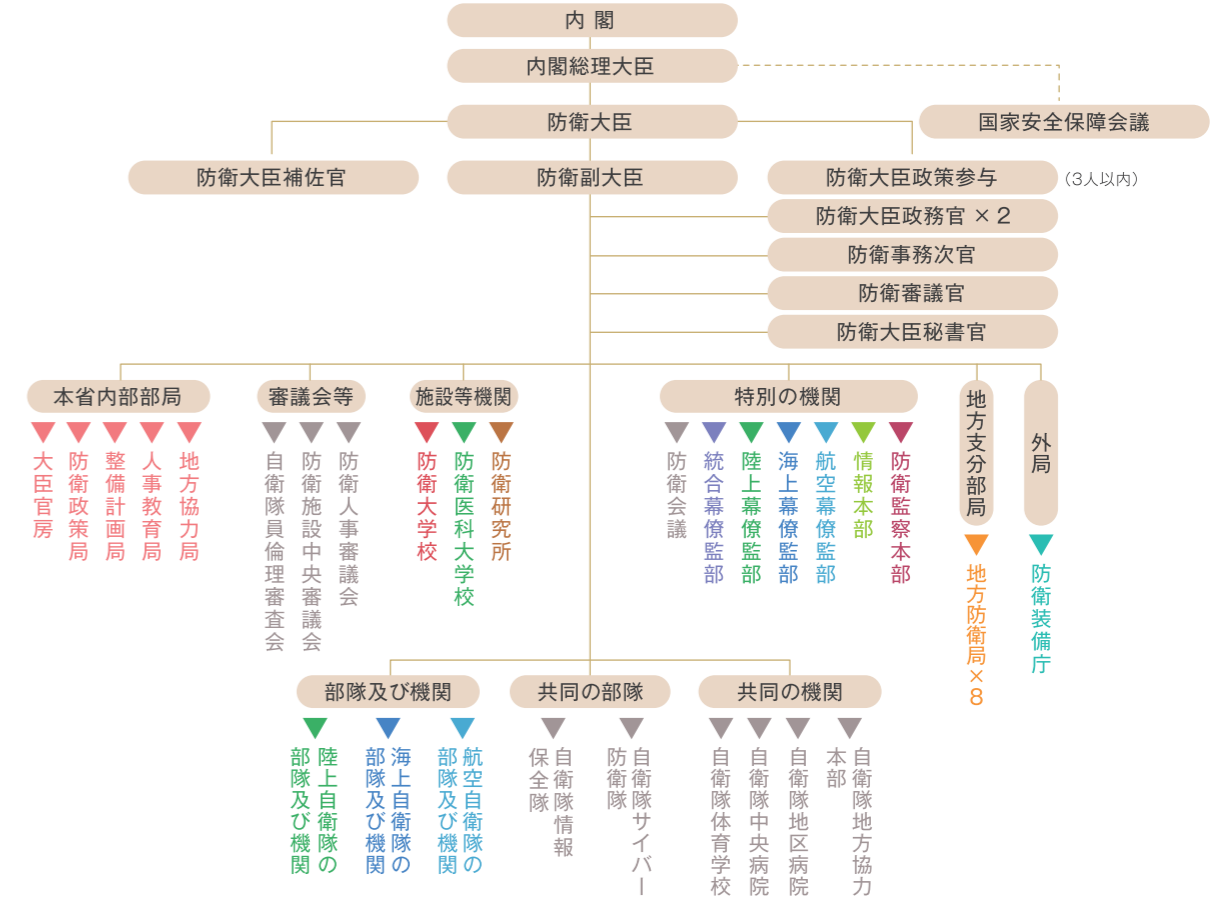 内 閣
内閣総理大臣
防衛大臣
国家安全保障会議
防衛大臣補佐官
防衛副大臣
防衛大臣政策参与
（3人以内）
防衛大臣政務官 × 2
防衛事務次官
防衛審議官
防衛大臣秘書官
本省内部部局
大臣官房
防衛政策局
整備計画局
人事教育局
地方協力局
審議会等
自衛隊員倫理審査会
防衛施設中央審議会
防衛人事審議会
施設等機関
防衛大学校
防衛医科大学校
防衛研究所
特別の機関
防衛会議
統合幕僚監部
陸上幕僚監部
海上幕僚監部
航空幕僚監部
情報本部
防衛監察本部
地方支分部局
地方防衛局×8
外局
防衛装備庁
部隊及び機関
陸上自衛隊の
部隊及び機関
海上自衛隊の
部隊及び機関
航空自衛隊の
部隊及び機関
共同の部隊
自衛隊情報
保全隊
自衛隊サイバー
防衛隊
共同の機関
自衛隊体育学校
自衛隊中央病院
自衛隊地区病院
自衛隊地方協力
本部